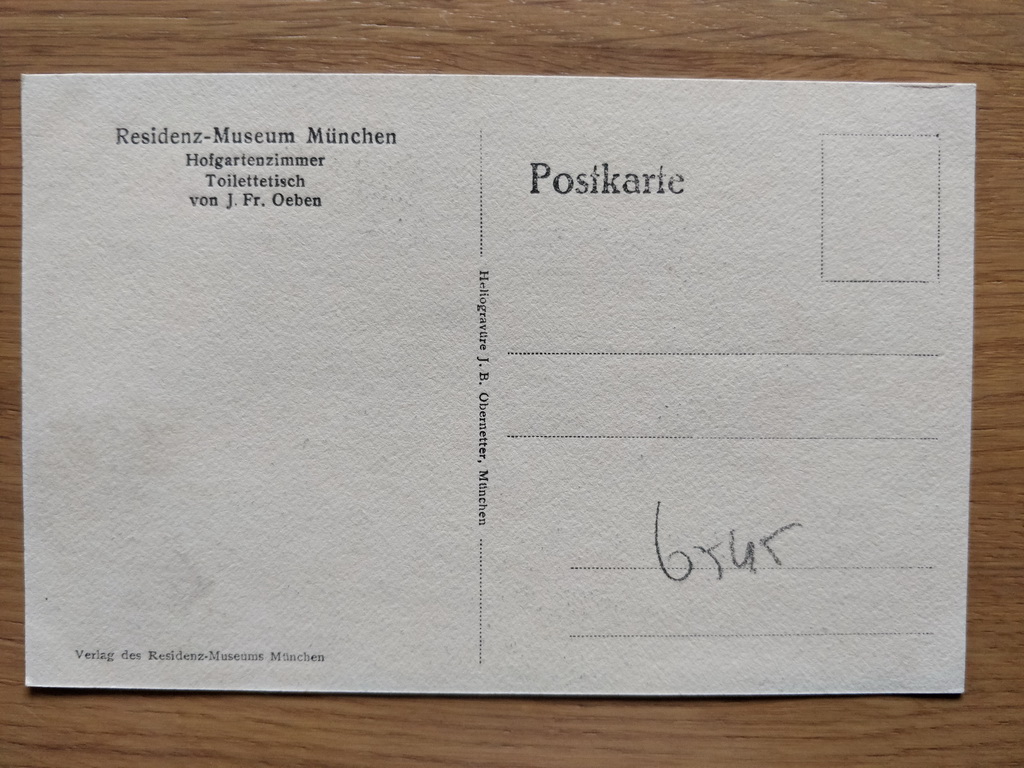 Residenz-Museum München
Hofgartenzimmer
Toilettetisch
von J. Fr. Oeben
Verlag des Residenz-Museums München
Heliogravüre J. B. Obernetter, München
Postkarte